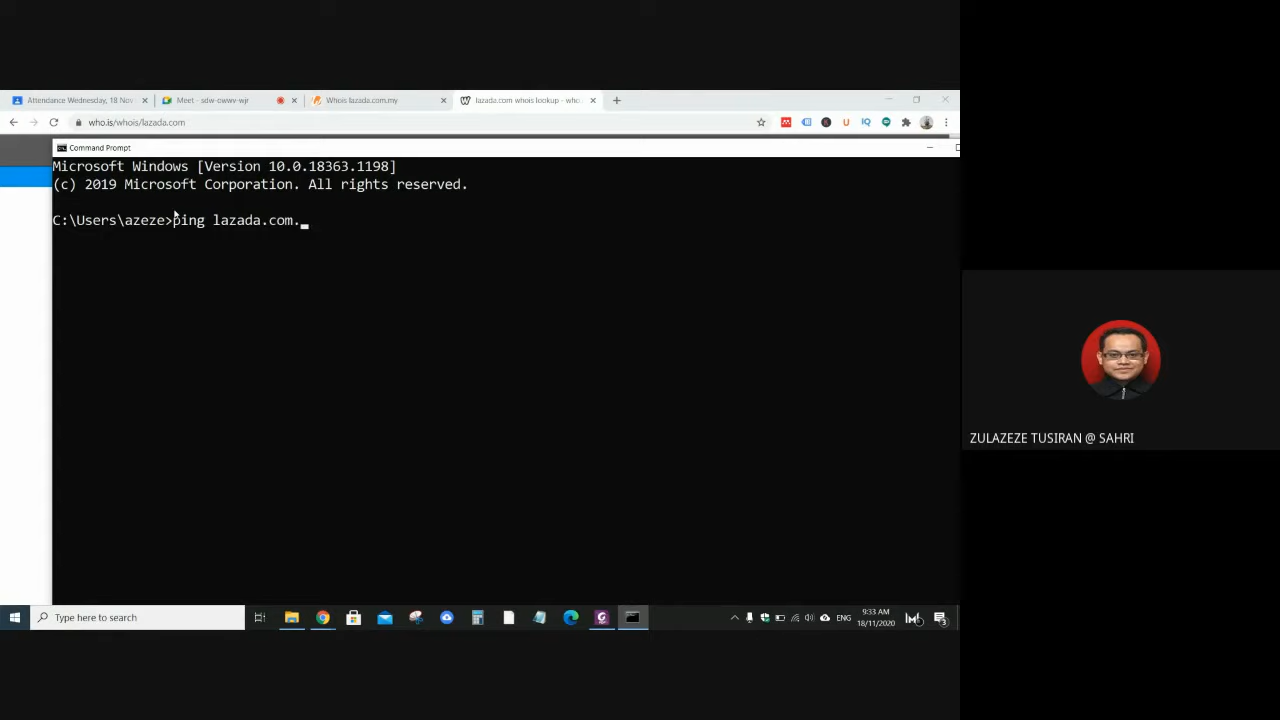 Attendance Wednesday, 18 Nov
Meet - sdw-owwv-wjr
Whois lazada.com.my
lazada.com whois lookup - who.
who.is/whois/lazada.com
Command Prompt
Microsoft Windows [Version 10.0.18363.1198]
(c) 2019 Microsoft Corporation. All rights reserved.
C:\Users\azeze>ping lazada.com._
ZULAZEZE TUSIRAN @ SAHRI
Type here to search
ENG
9:33 AM
18/11/2020